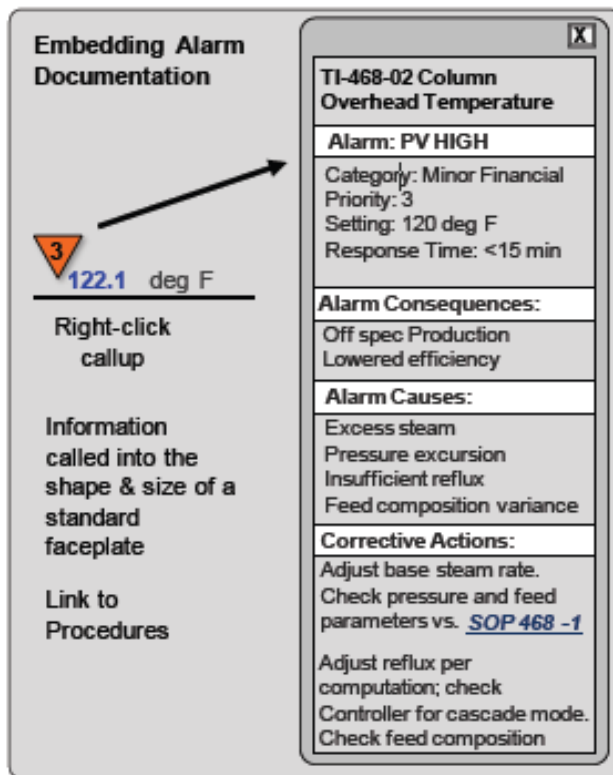 Embedding Alarm
Documentation
3
122.1 deg F
Right-click
callup
Information
called into the
shape & size of a
standard
faceplate
Link to
Procedures
X
TI-468-02 Column
Overhead Temperature
Alarm: PV HIGH
Category: Minor Financial
Priority: 3
Setting: 120 deg F
Response Time: <15 min
Alarm Consequences:
Off spec Production
Lowered efficiency
Alarm Causes:
Excess steam
Pressure excursion
Insufficient reflux
Feed composition variance
Corrective Actions:
Adjust base steam rate.
Check pressure and feed
parameters vs. SOP 468 -1
Adjust reflux per
computation; check
Controller for cascade mode.
Check feed composition